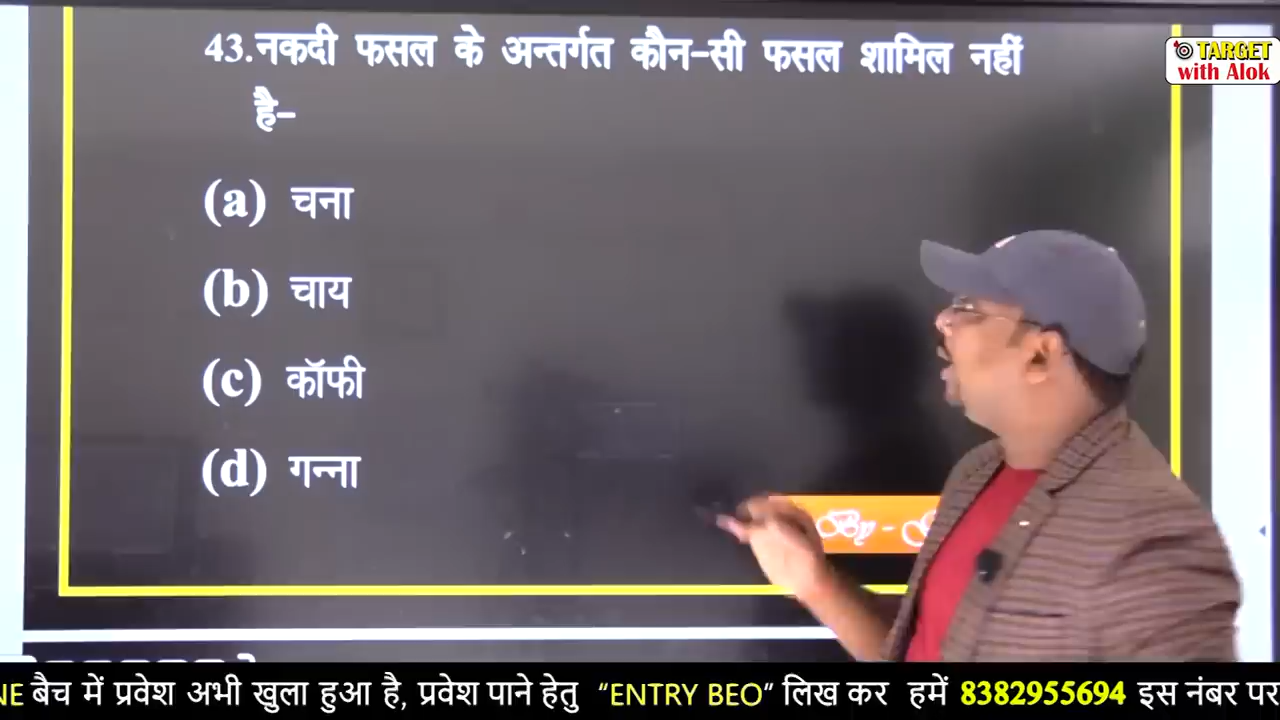 43.नकदी फसल के अन्तर्गत कौन-सी फसल शामिल नहीं
है-
(a) चना
(b) चाय
(c) कॉफी
(d) गन्ना
TARGET
with Alok
By -
NE बैच में प्रवेश अभी खुला हुआ है, प्रवेश पाने हेतु “ENTRY BEO” लिख कर हमें 8382955694 इस नंबर पर